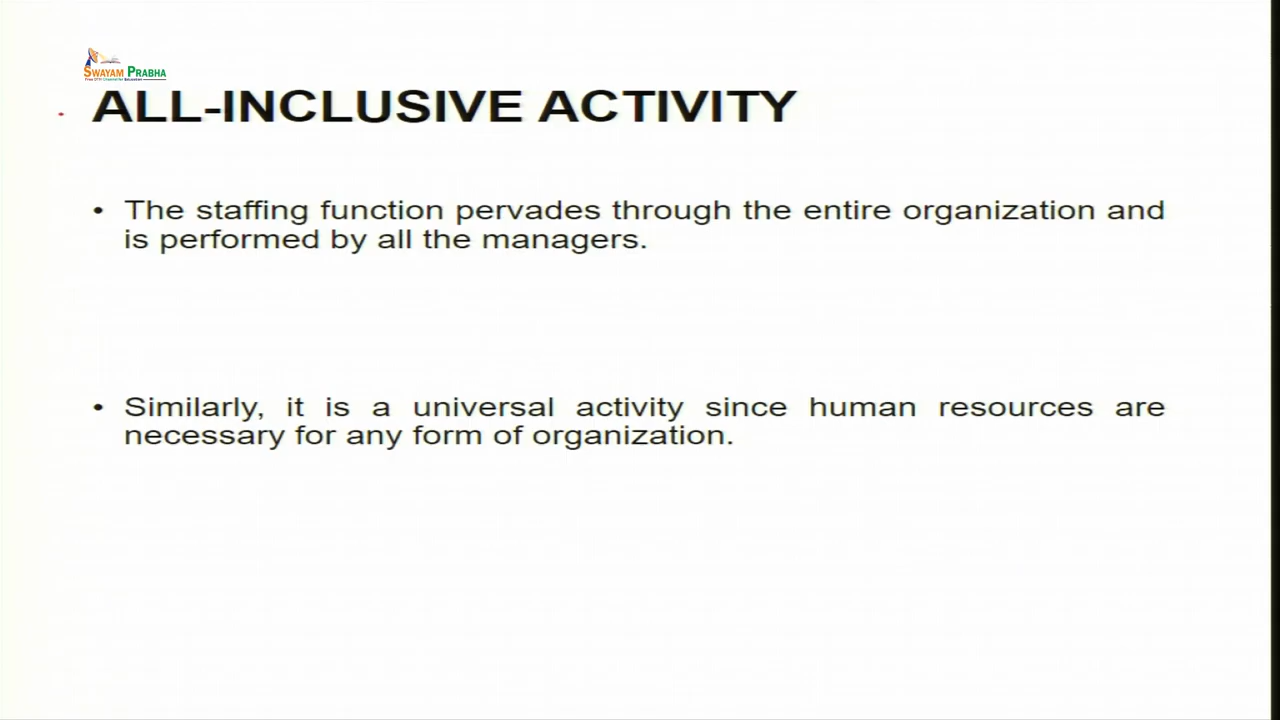 SWAYAM PRABHA
ALL-INCLUSIVE ACTIVITY
• The staffing function pervades through the entire organization and
is performed by all the managers.
• Similarly, it is a universal activity since human resources are
necessary for any form of organization.